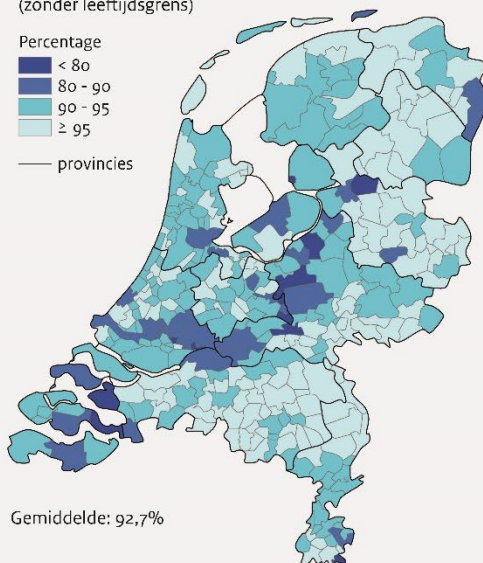 (zonder leeftijdsgrens)
Percentage
< 80
80 - 90
90 - 95
≥ 95
provincies
Gemiddelde: 92,7%